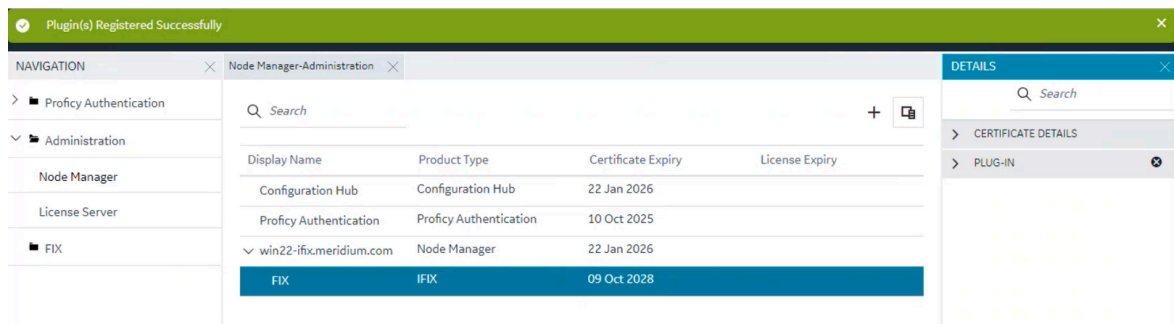 Plugin(s) Registered Successfully
NAVIGATION
Proficy Authentication
Administration
Node Manager
License Server
FIX
Node Manager-Administration
Search
Display Name Product Type Certificate Expiry License Expiry
Configuration Hub Configuration Hub 22 Jan 2026
Proficy Authentication Proficy Authentication 10 Oct 2025
win22-ifix.meridium.com Node Manager 22 Jan 2026
FIX IFIX 09 Oct 2028
DETAILS
Search
CERTIFICATE DETAILS
PLUG-IN